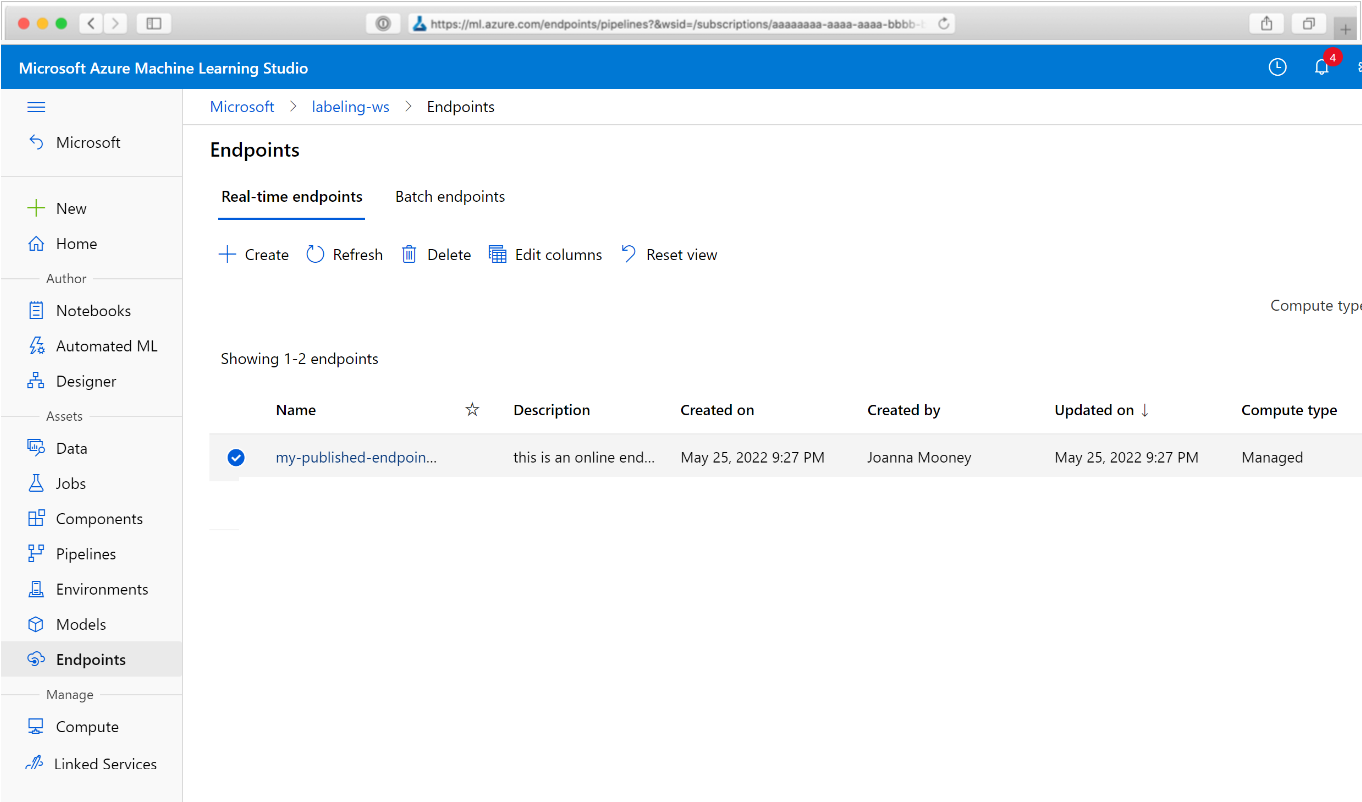 https://ml.azure.com/endpoints/pipelines?&wsid=/subscriptions/aaaaaaaa-aaaa-aaaa-bbbb-
Microsoft Azure Machine Learning Studio
4
Microsoft > labeling-ws > Endpoints
Microsoft
Endpoints
Real-time endpoints Batch endpoints
New
Home
Create Refresh Delete Edit columns Reset view
Author
Notebooks
Compute type
Automated ML
Showing 1-2 endpoints
Designer
Assets
Name Description Created on Created by Updated on ↓ Compute type
Data
my-published-endpoin... this is an online end... May 25, 2022 9:27 PM Joanna Mooney May 25, 2022 9:27 PM Managed
Jobs
Components
Pipelines
Environments
Models
Endpoints
Manage
Compute
Linked Services